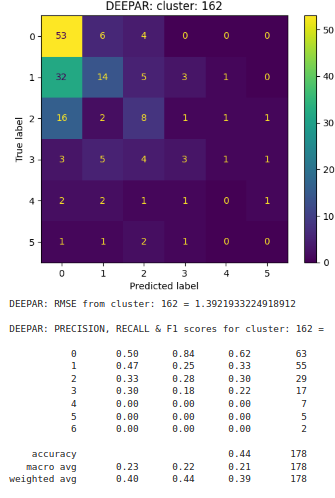 DEEPAR: cluster: 162
0 53 6 4 0 0 0
1 32 14 5 3 1 0
2 16 2 8 1 1 1
3 3 5 4 3 1 1
4 2 2 1 1 0 1
5 1 1 2 1 0 0
0 1 2 3 4 5
True label
Predicted label
50
40
30
20
10
0
DEEPAR: RMSE from cluster: 162 = 1.3921933224918912
DEEPAR: PRECISION, RECALL & F1 scores for cluster: 162 =
0 0.50 0.84 0.62 63
1 0.47 0.25 0.33 55
2 0.33 0.28 0.30 29
3 0.30 0.18 0.22 17
4 0.00 0.00 0.00 7
5 0.00 0.00 0.00 5
6 0.00 0.00 0.00 2
accuracy 0.44 178
macro avg 0.23 0.22 0.21 178
weighted avg 0.40 0.44 0.39 178